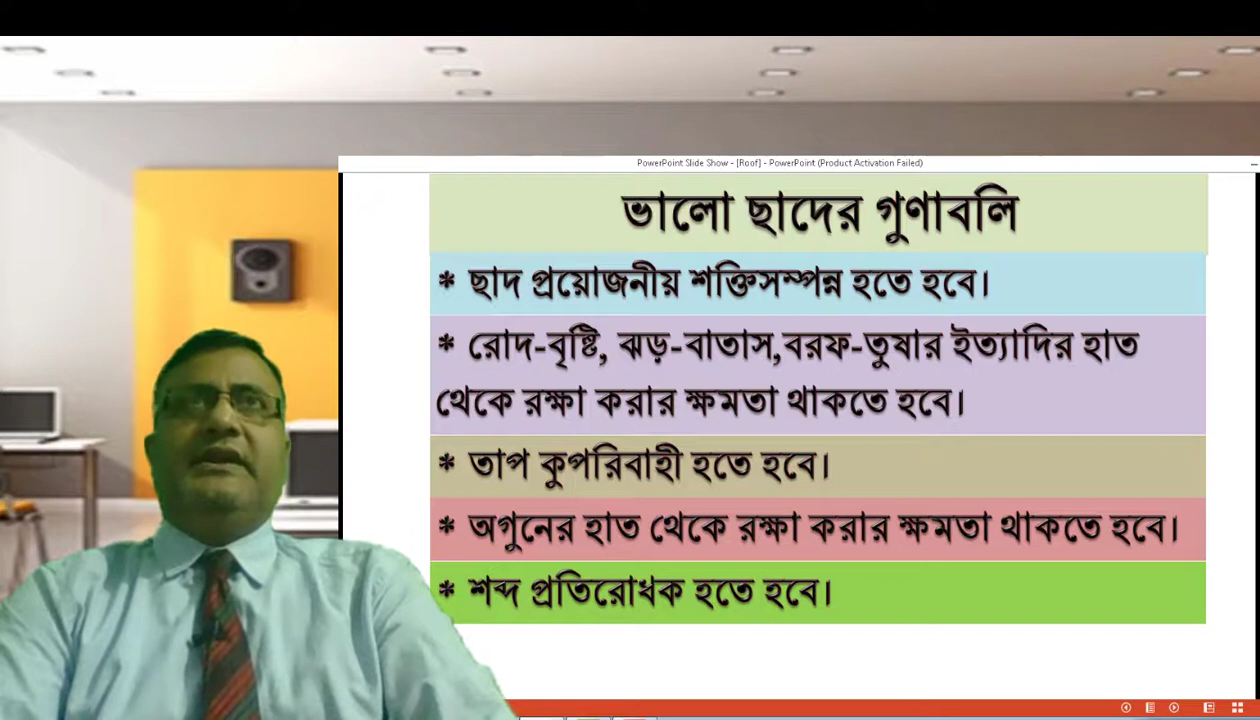 PowerPoint Slide Show - [Roof] - PowerPoint (Product Activation Failed)
ভালো ছাদের গুণাবলি
* ছাদ প্রয়োজনীয় শক্তিসম্পন্ন হতে হবে।
* রোদ-বৃষ্টি, ঝড়-বাতাস,বরফ-তুষার ইত্যাদির হাত
থেকে রক্ষা করার ক্ষমতা থাকতে হবে।
* তাপ কুপরিবাহী হতে হবে।
* অগুনের হাত থেকে রক্ষা করার ক্ষমতা থাকতে হবে।
* শব্দ প্রতিরোধক হতে হবে।